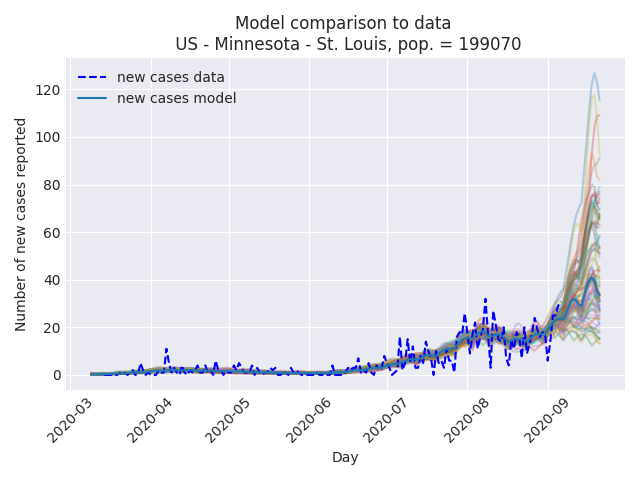 Model comparison to data
US - Minnesota - St. Louis, pop. = 199070
new cases data
new cases model
Number of new cases reported
120
100
80
60
40
20
0
2020-03
2020-04
2020-05
2020-06
2020-07
2020-08
2020-09
Day